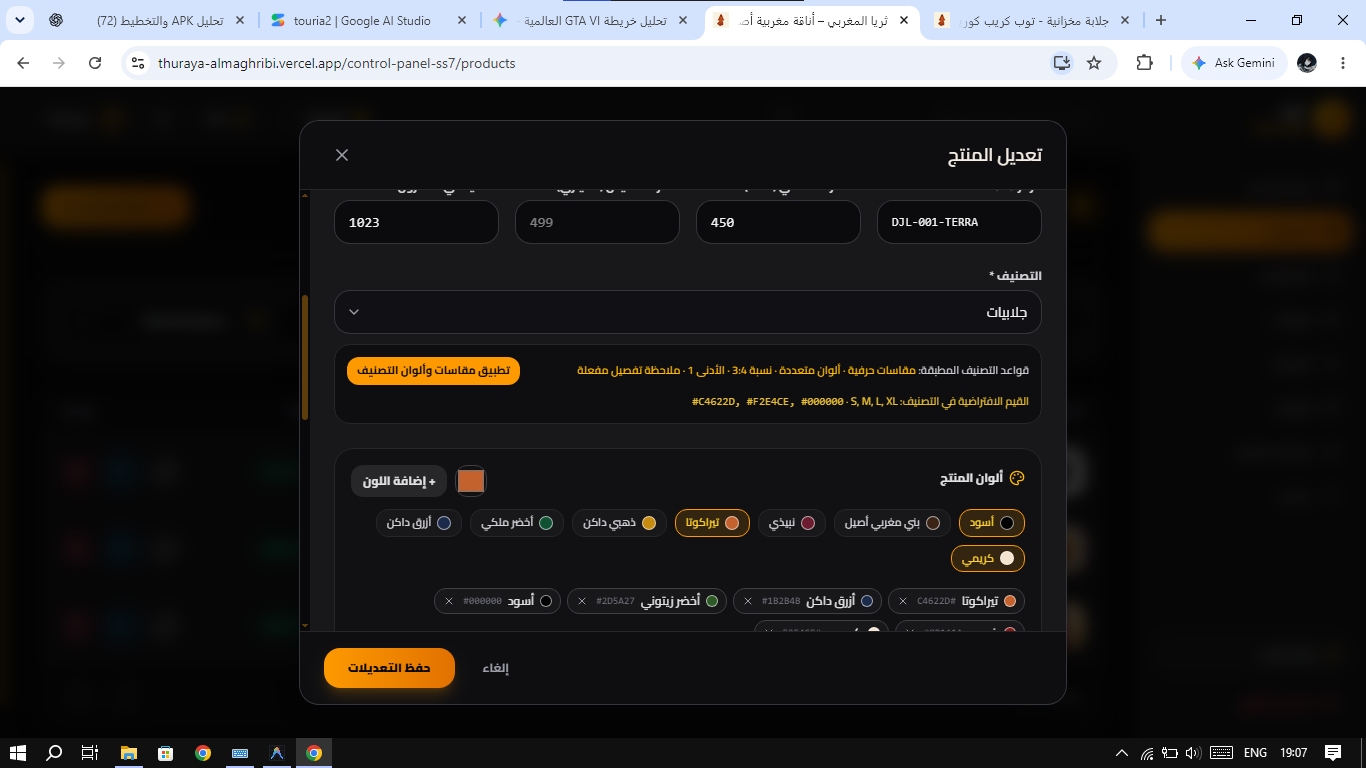 تحليل APK والتخطيط (72)
touria2 | Google AI Studio
تحليل خريطة GTA VI العالمية -
ثريا المغربي – أناقة مغربية
جلابة مخزانية - توب كريب
thuraya-almaghribi.vercel.app/control-panel-ss7/products
Ask Gemini
تعديل المنتج
DJL-001-TERRA
450
499
1023
التصنيف *
جلابيات
قواعد التصنيف المطبقة: مقاسات حرفية · ألوان متعددة · نسبة 3:4 · الأدنى 1 · ملاحظة تفصيل مفعلة
تطبيق مقاسات وألوان التصنيف
القيم الافتراضية في التصنيف: S, M, L, XL · #000000 ، #F2E4CE ، #C4622D
ألوان المنتج
+ إضافة اللون
أسود
بني مغربي أصيل
نبيذي
تيراكوتا
ذهبي داكن
أخضر ملكي
أزرق داكن
كريمي
تيراكوتا C4622D#
أزرق داكن #1B2B4B
أخضر زيتوني #2D5A27
أسود #000000
إلغاء
حفظ التعديلات
ENG
19:07